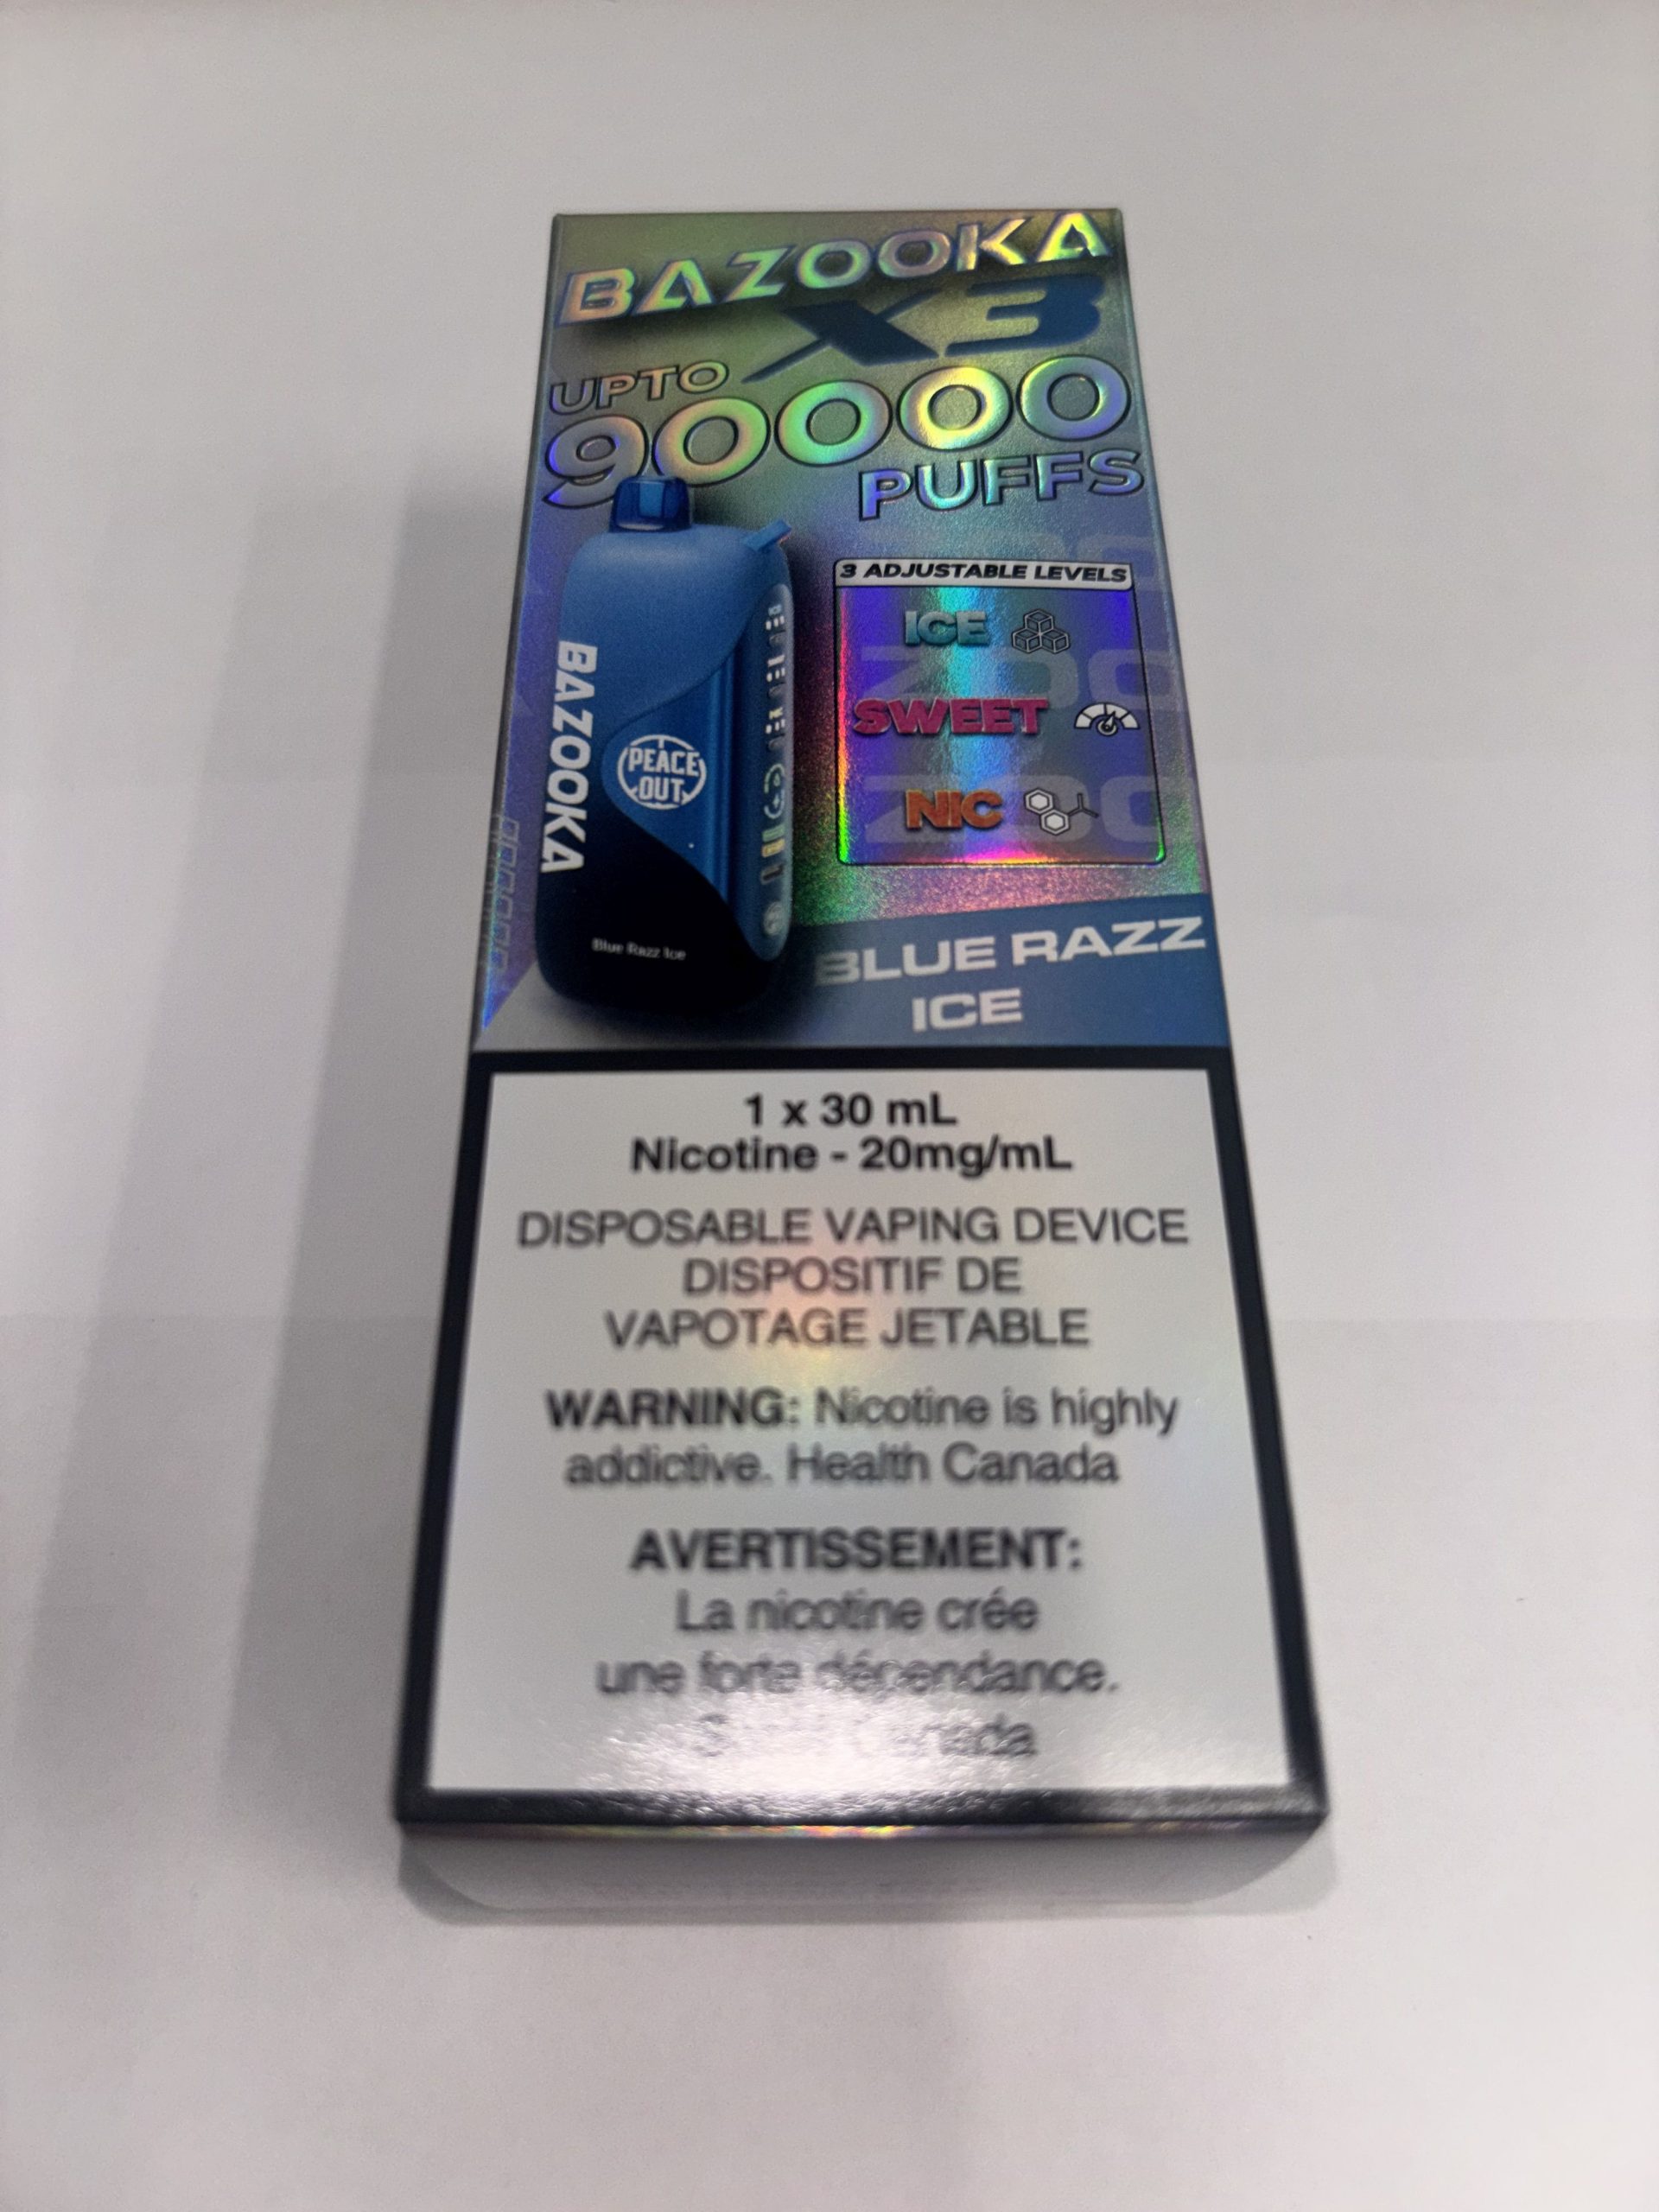 BAZOOKA
X3
UPTO
90000
PUFFS
3 ADJUSTABLE LEVELS
ICE
SWEET
NIC
BAZOOKA
PEACE
OUT
Blue Razz Ice
BLUE RAZZ
ICE
1 x 30 mL
Nicotine - 20mg/mL
DISPOSABLE VAPING DEVICE
DISPOSITIF DE
VAPOTAGE JETABLE
WARNING: Nicotine is highly
addictive. Health Canada
AVERTISSEMENT:
La nicotine crée
une forte dépendance.
Canada